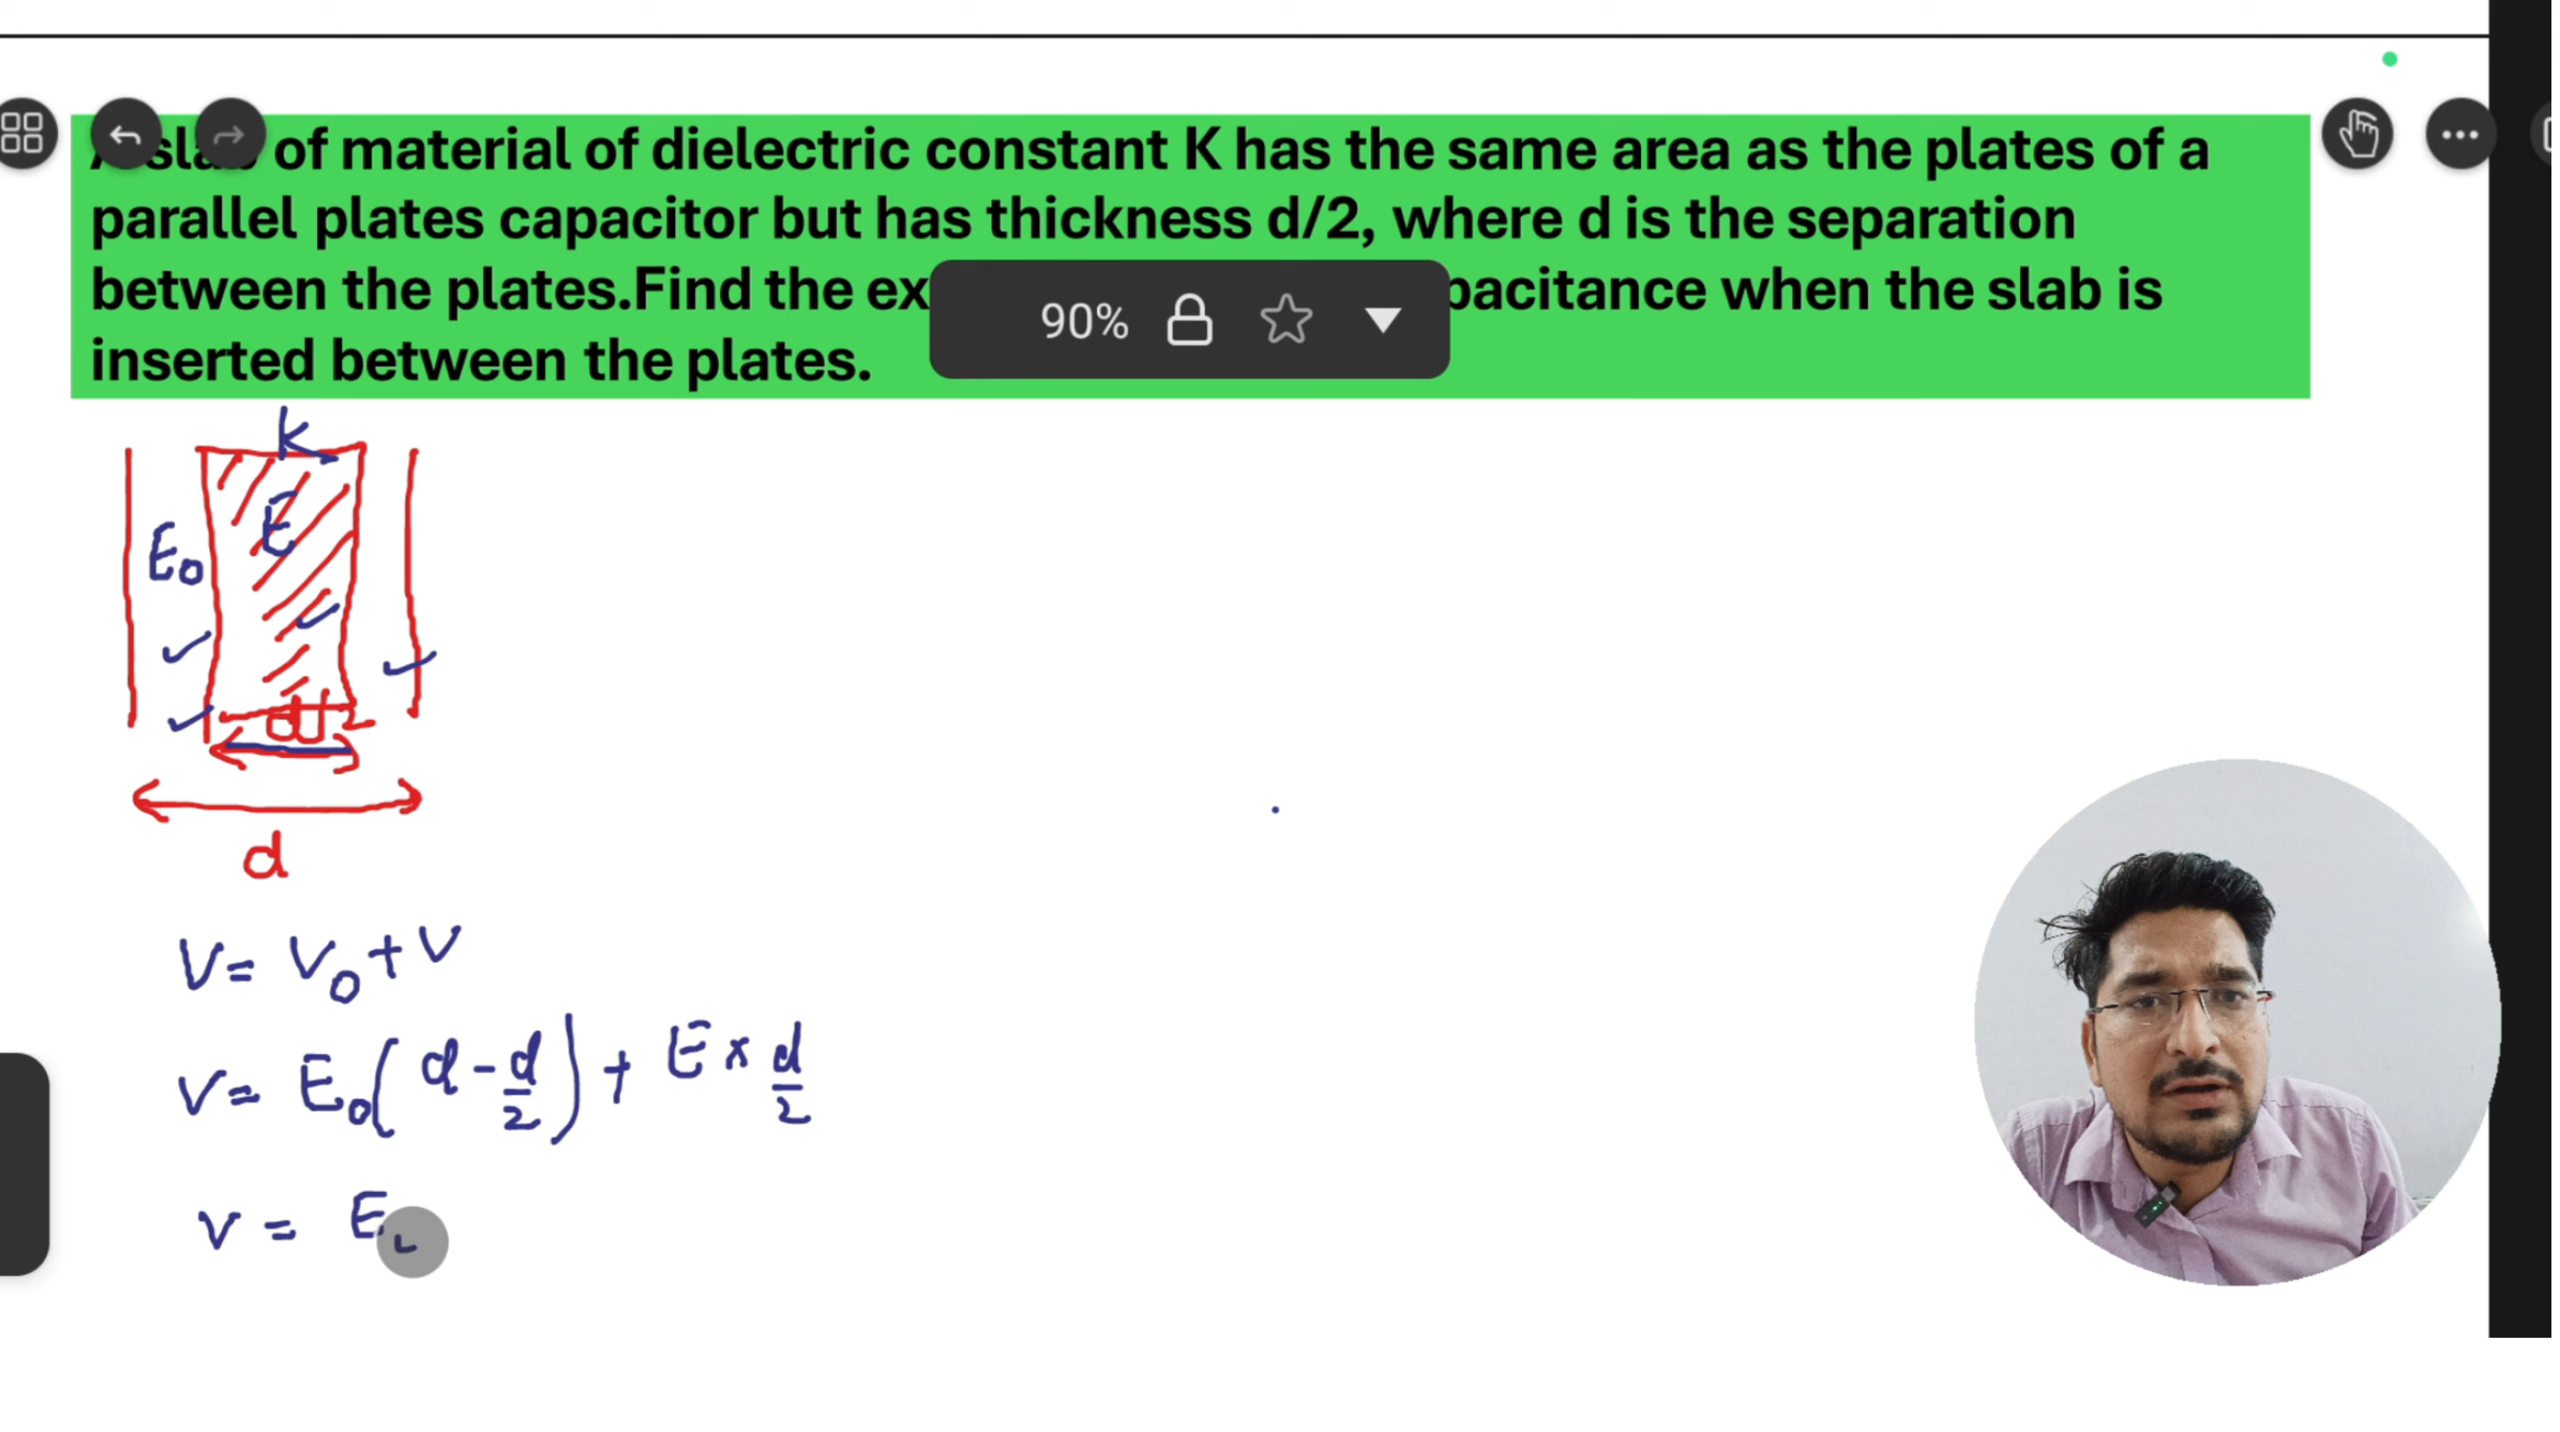 slab of material of dielectric constant K has the same area as the plates of a
parallel plates capacitor but has thickness d/2, where d is the separation
between the plates.Find the ex pacitance when the slab is
90%
inserted between the plates.
K
E
E₀
d/2
d
V = V₀ + V
V = E₀(d - d/2) + E × d/2
V = E